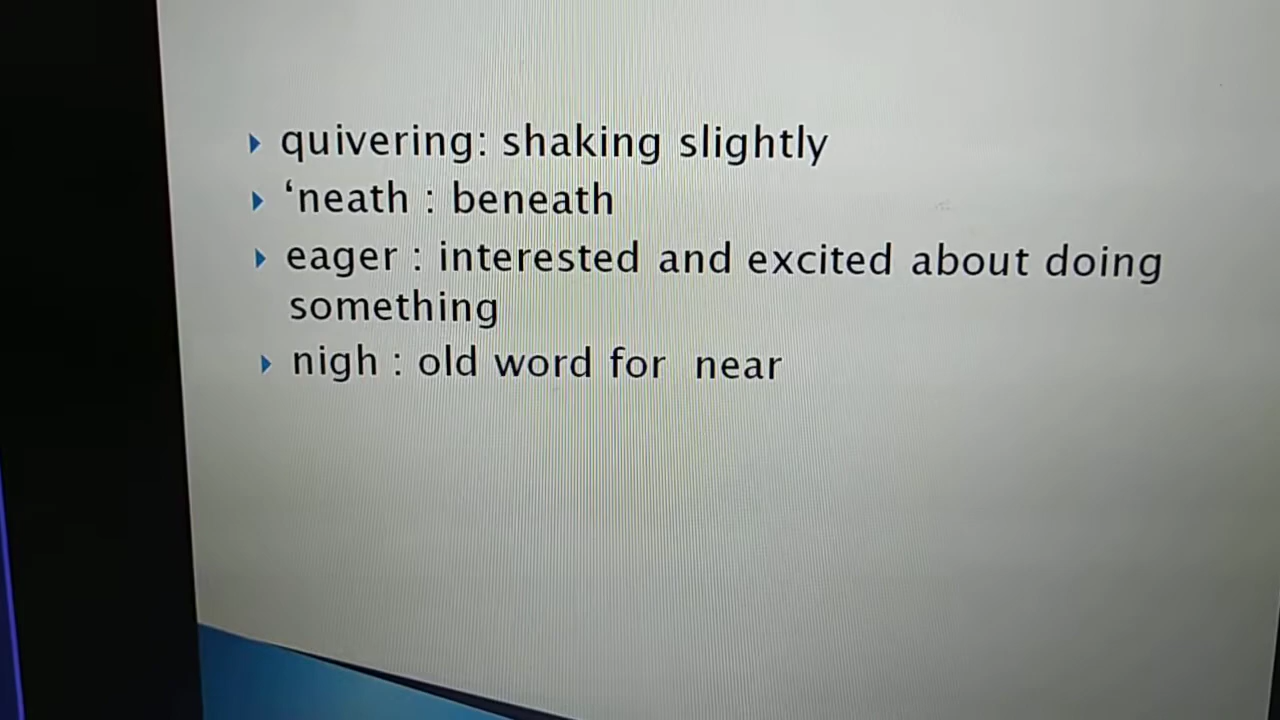 quivering: shaking slightly
‘neath : beneath
eager : interested and excited about doing
something
nigh : old word for near